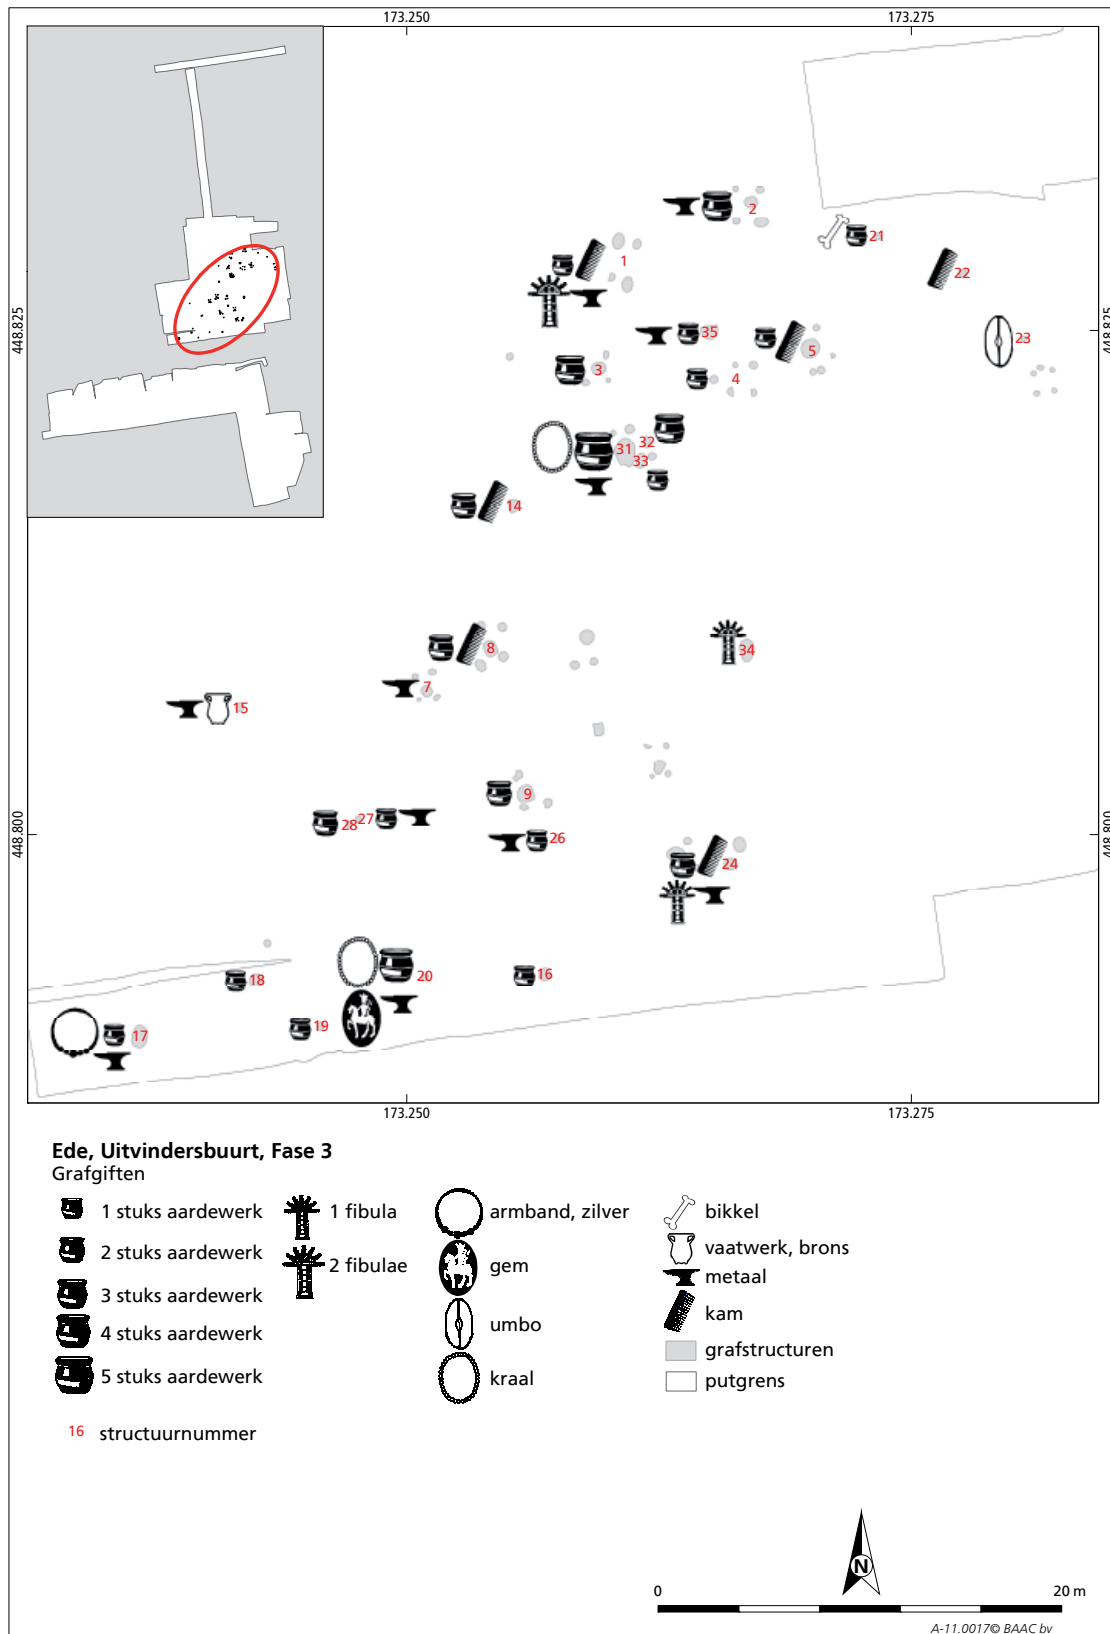 173.250
173.275
2
21
1
22
448.825
448.825
35
23
5
3
4
32
31
33
14
8
34
7
15
9
28
27
26
448.800
448.800
24
20
16
18
19
17
173.250
173.275
Ede, Uitvindersbuurt, Fase 3
Grafgiften
1 stuks aardewerk
2 stuks aardewerk
3 stuks aardewerk
4 stuks aardewerk
5 stuks aardewerk
16 structuurnummer
1 fibula
2 fibulae
armband, zilver
gem
umbo
kraal
bikkel
vaatwerk, brons
metaal
kam
grafstructuren
putgrens
N
0
20 m
A-11.0017© BAAC bv